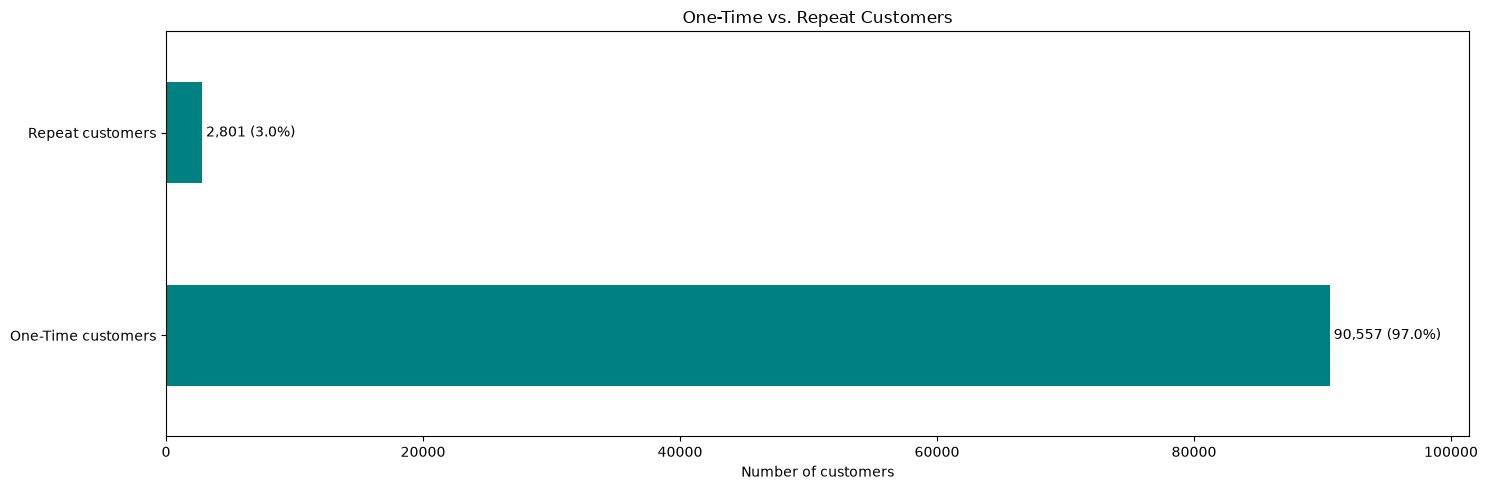 One-Time vs. Repeat Customers
Repeat customers
2,801 (3.0%)
One-Time customers
90,557 (97.0%)
0
20000
40000
60000
80000
100000
Number of customers